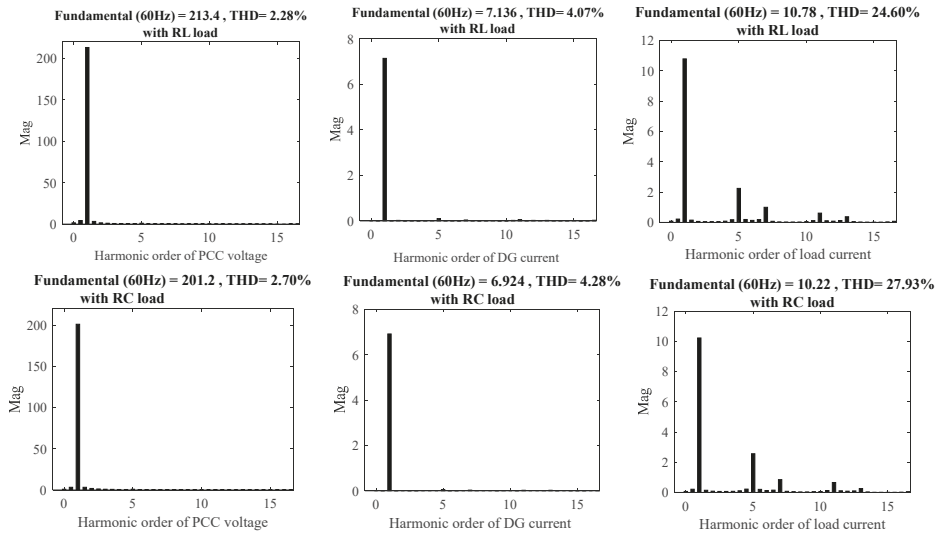 Fundamental (60Hz) = 213.4 , THD= 2.28%
with RL load
200
150
100
50
0
Mag
0
5
10
15
Harmonic order of PCC voltage
Fundamental (60Hz) = 7.136 , THD= 4.07%
with RL load
8
6
4
2
0
Mag
0
5
10
15
Harmonic order of DG current
Fundamental (60Hz) = 10.78 , THD= 24.60%
with RL load
12
10
8
6
4
2
0
Mag
0
5
10
15
Harmonic order of load current
Fundamental (60Hz) = 201.2 , THD= 2.70%
with RC load
200
150
100
50
0
Mag
0
5
10
15
Harmonic order of PCC voltage
Fundamental (60Hz) = 6.924 , THD= 4.28%
with RC load
8
6
4
2
0
Mag
0
5
10
15
Harmonic order of DG current
Fundamental (60Hz) = 10.22 , THD= 27.93%
with RC load
12
10
8
6
4
2
0
Mag
0
5
10
15
Harmonic order of load current